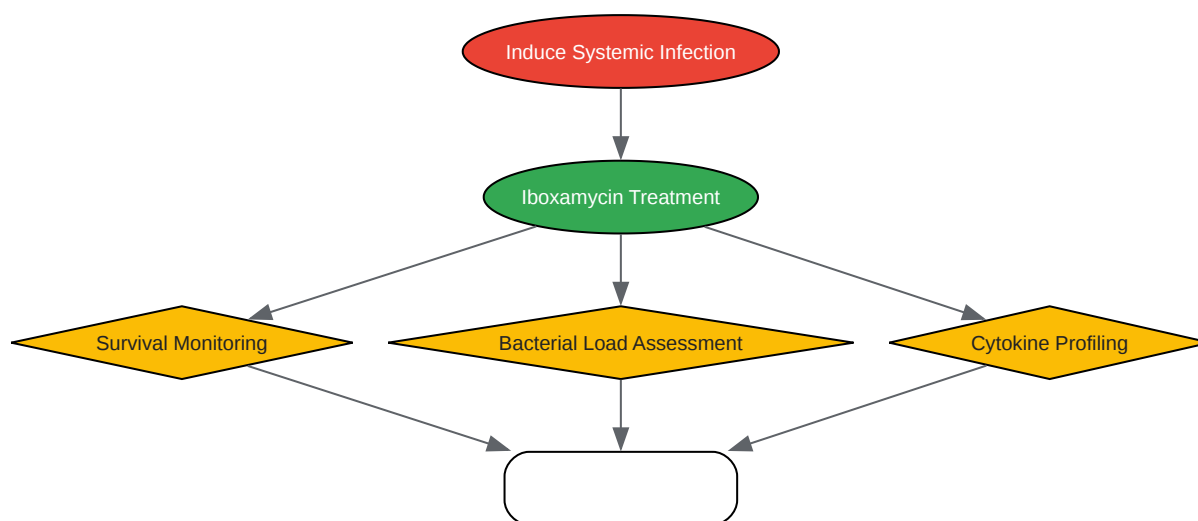 Induce Systemic Infection
Iboxamycin Treatment
Survival Monitoring
Bacterial Load Assessment
Cytokine Profiling